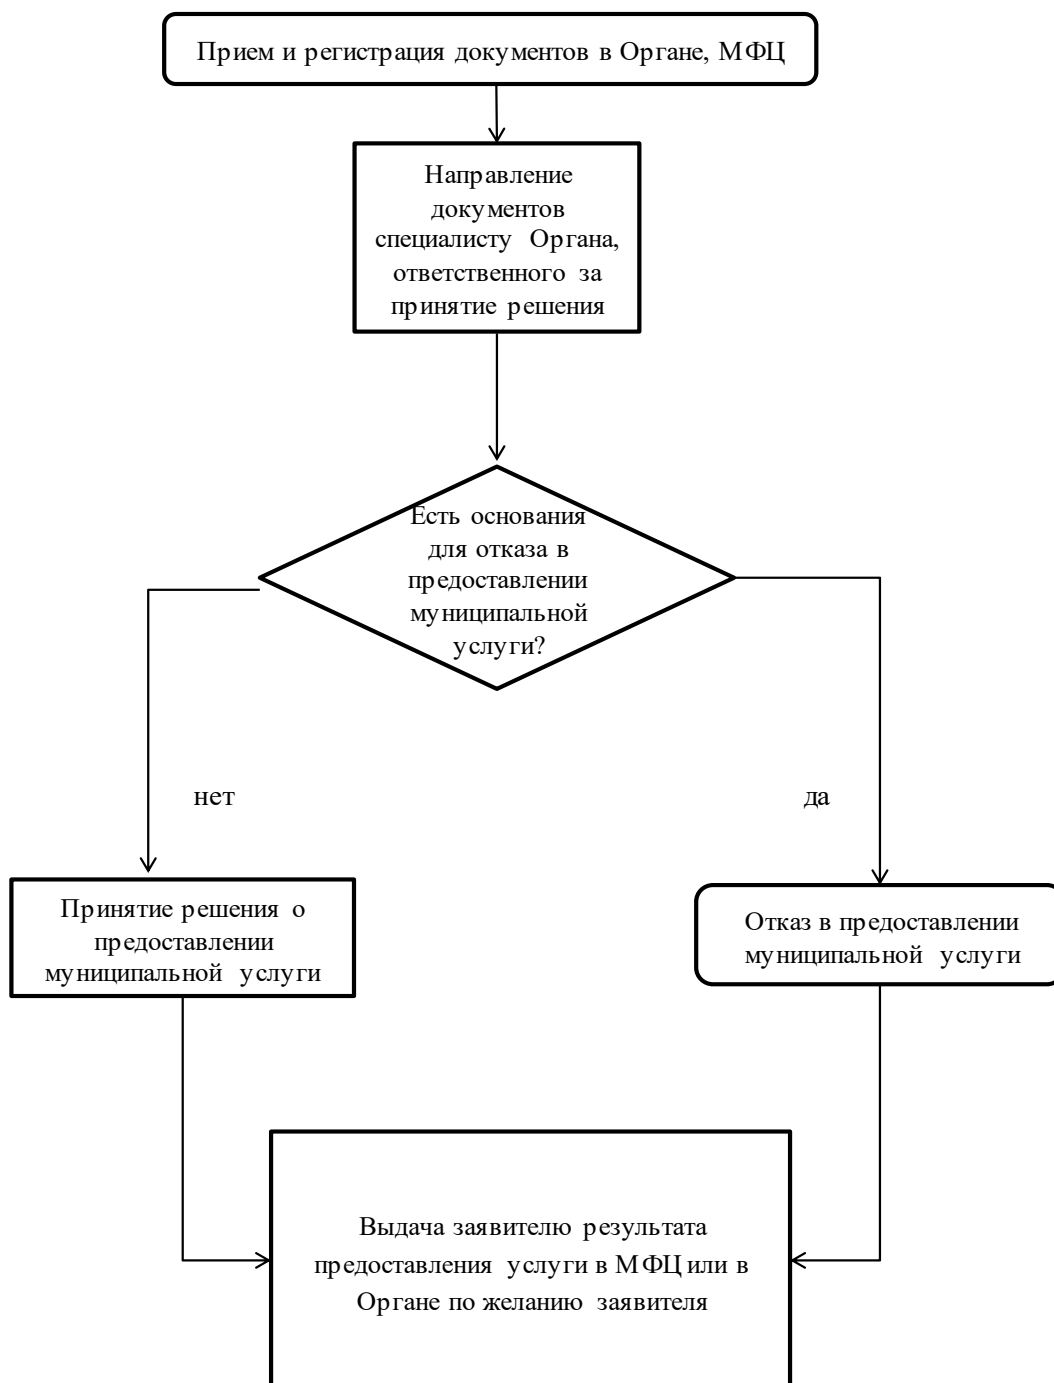 Прием и регистрация документов в Органе, МФЦ
Направление
документов
специалисту Органа,
ответственного за
принятие решения
Есть основания
для отказа в
предоставлении
муниципальной
услуги?
нет
да
Принятие решения о
предоставлении
муниципальной услуги
Отказ в предоставлении
муниципальной услуги
Выдача заявителю результата
предоставления услуги в МФЦ или в
Органе по желанию заявителя